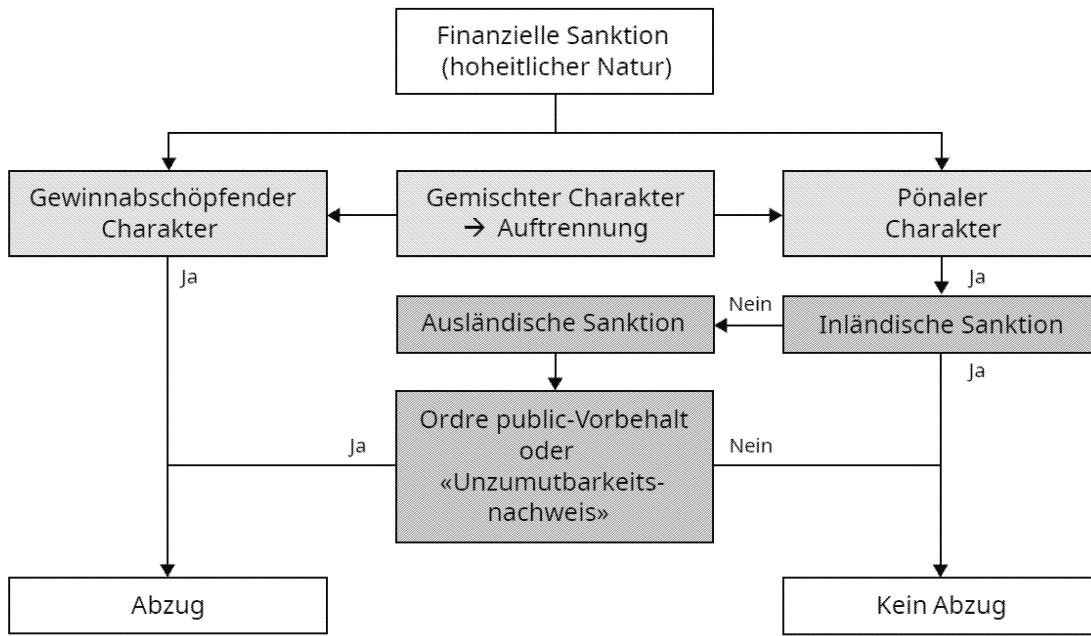 Finanzielle Sanktion
(hoheitlicher Natur)
Gewinnabschöpfender
Charakter
Gemischter Charakter
→ Auftrennung
Pönaler
Charakter
Ja
Ja
Ausländische Sanktion
Nein
Inländische Sanktion
Ja
Ordre public-Vorbehalt
oder
«Unzumutbarkeits-
nachweis»
Ja
Nein
Abzug
Kein Abzug